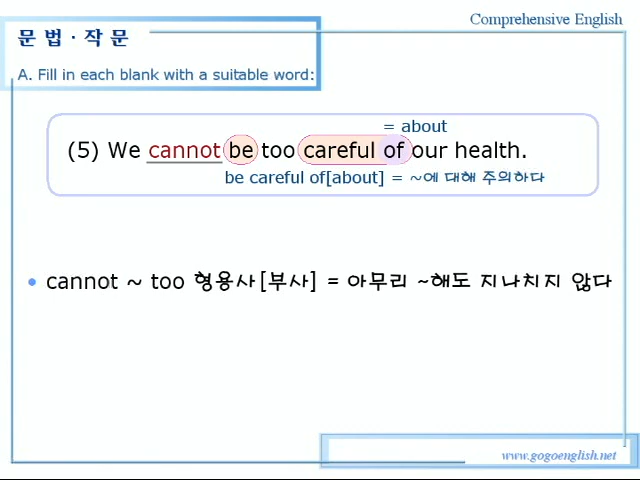 Comprehensive English
문 법 · 작 문
A. Fill in each blank with a suitable word:
= about
(5) We cannot be too careful of our health.
be careful of[about] = ~에 대해 주의하다
• cannot ~ too 형용사[부사] = 아무리 ~해도 지나치지 않다
www.gogoenglish.net